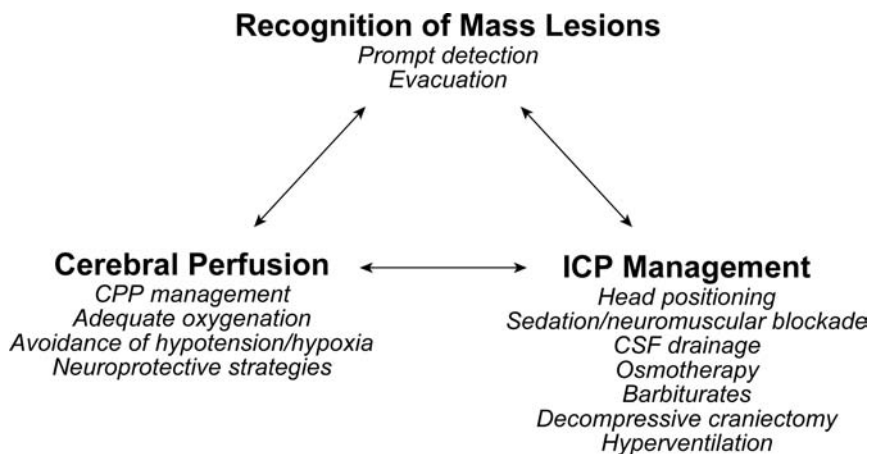 Recognition of Mass Lesions
Prompt detection
Evacuation
Cerebral Perfusion
CPP management
Adequate oxygenation
Avoidance of hypotension/hypoxia
Neuroprotective strategies
ICP Management
Head positioning
Sedation/neuromuscular blockade
CSF drainage
Osmotherapy
Barbiturates
Decompressive craniectomy
Hyperventilation